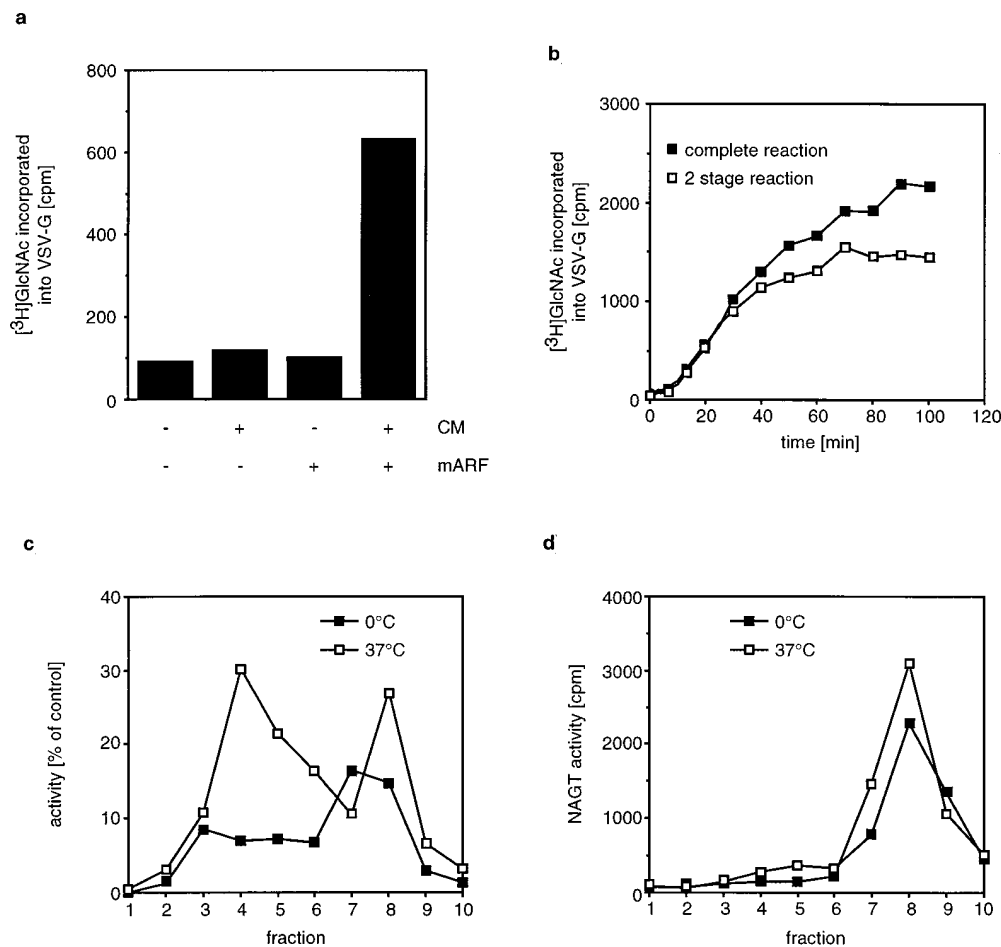 a
[³H]GlcNAc incorporated
into VSV-G [cpm]
800
600
400
200
0
- + - + CM
- - + + mARF
b
[³H]GlcNAc incorporated
into VSV-G [cpm]
3000
2000
1000
0
complete reaction
2 stage reaction
0 20 40 60 80 100 120
time [min]
c
activity [% of control]
40
30
20
10
0
0°C
37°C
1 2 3 4 5 6 7 8 9 10
fraction
d
NAGT activity [cpm]
4000
3000
2000
1000
0
0°C
37°C
1 2 3 4 5 6 7 8 9 10
fraction